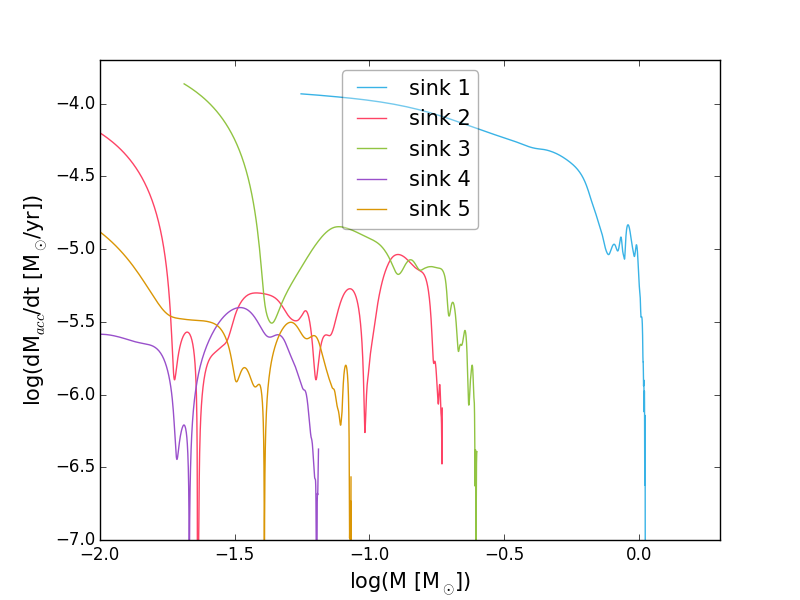 log(dM_acc/dt [M_⊙/yr])
−4.0
−4.5
−5.0
−5.5
−6.0
−6.5
−7.0
sink 1
sink 2
sink 3
sink 4
sink 5
−2.0 −1.5 −1.0 −0.5 0.0
log(M [M_⊙])